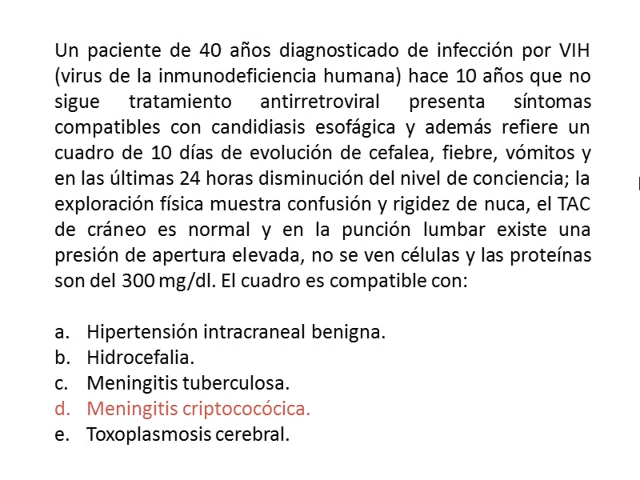 Un paciente de 40 años diagnosticado de infección por VIH
(virus de la inmunodeficiencia humana) hace 10 años que no
sigue tratamiento antirretroviral presenta síntomas
compatibles con candidiasis esofágica y además refiere un
cuadro de 10 días de evolución de cefalea, fiebre, vómitos y
en las últimas 24 horas disminución del nivel de conciencia; la
exploración física muestra confusión y rigidez de nuca, el TAC
de cráneo es normal y en la punción lumbar existe una
presión de apertura elevada, no se ven células y las proteínas
son del 300 mg/dl. El cuadro es compatible con:
a. Hipertensión intracraneal benigna.
b. Hidrocefalia.
c. Meningitis tuberculosa.
d. Meningitis criptococócica.
e. Toxoplasmosis cerebral.